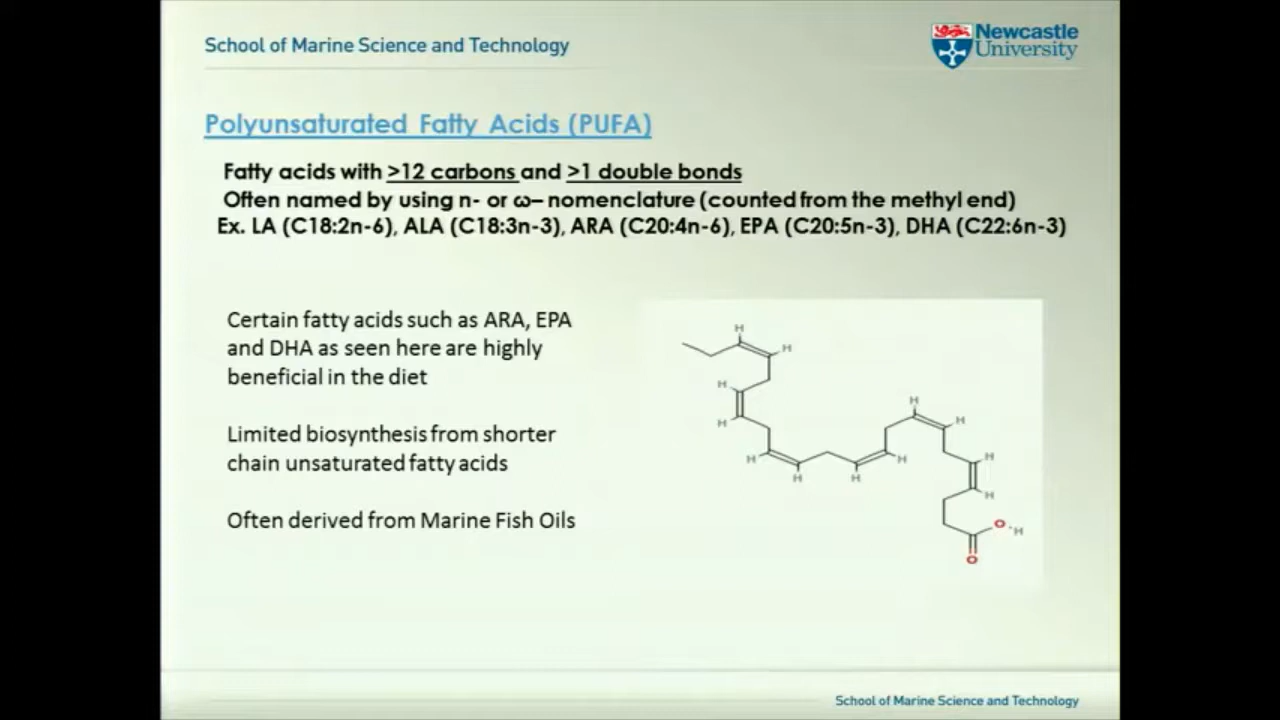 School of Marine Science and Technology
Newcastle
University
Polyunsaturated Fatty Acids (PUFA)
Fatty acids with >12 carbons and >1 double bonds
Often named by using n- or ω– nomenclature (counted from the methyl end)
Ex. LA (C18:2n-6), ALA (C18:3n-3), ARA (C20:4n-6), EPA (C20:5n-3), DHA (C22:6n-3)
Certain fatty acids such as ARA, EPA
and DHA as seen here are highly
beneficial in the diet
Limited biosynthesis from shorter
chain unsaturated fatty acids
Often derived from Marine Fish Oils
H
H
H
H
H
H
H
H
H
H
H
H
O
H
O
School of Marine Science and Technology